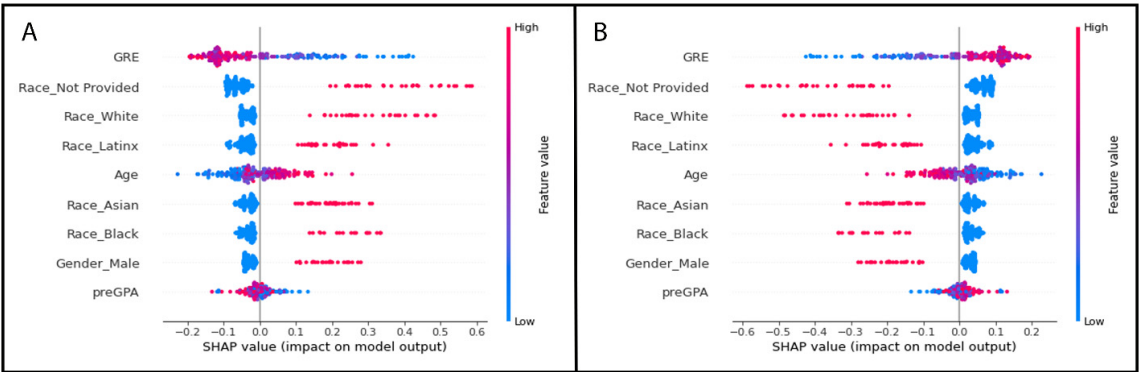 A
High
GRE
Race_Not Provided
Race_White
Race_Latinx
Age
Race_Asian
Race_Black
Gender_Male
preGPA
Feature value
Low
−0.2 −0.1 0.0 0.1 0.2 0.3 0.4 0.5 0.6
SHAP value (impact on model output)
B
High
GRE
Race_Not Provided
Race_White
Race_Latinx
Age
Race_Asian
Race_Black
Gender_Male
preGPA
Feature value
Low
−0.6 −0.5 −0.4 −0.3 −0.2 −0.1 0.0 0.1 0.2
SHAP value (impact on model output)